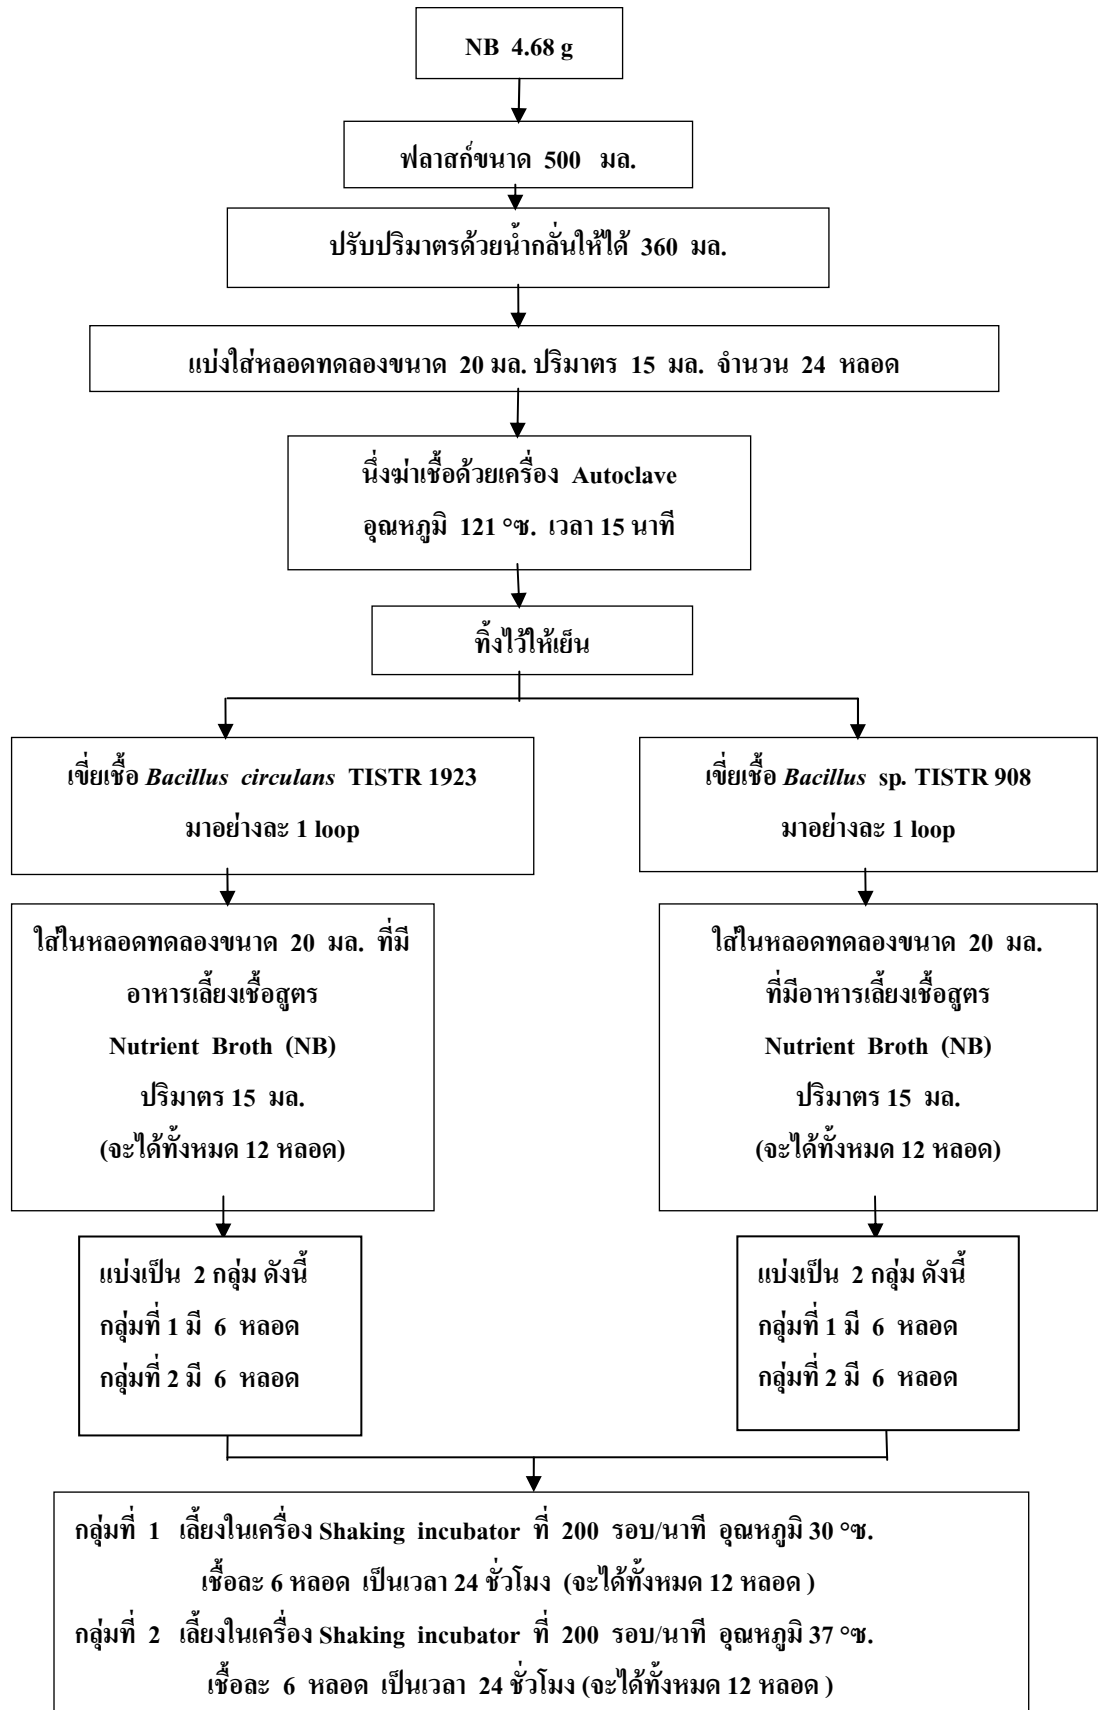 NB 4.68 g
ฟลาสก์ขนาด 500 มล.
ปรับปริมาตรด้วยน้ำกลั่นให้ได้ 360 มล.
แบ่งใส่หลอดทดลองขนาด 20 มล. ปริมาตร 15 มล. จำนวน 24 หลอด
นึ่งฆ่าเชื้อด้วยเครื่อง Autoclave
อุณหภูมิ 121 °ซ. เวลา 15 นาที
ทิ้งไว้ให้เย็น
เขี่ยเชื้อ Bacillus circulans TISTR 1923
มาอย่างละ 1 loop
เขี่ยเชื้อ Bacillus sp. TISTR 908
มาอย่างละ 1 loop
ใส่ในหลอดทดลองขนาด 20 มล. ที่มี
อาหารเลี้ยงเชื้อสูตร
Nutrient Broth (NB)
ปริมาตร 15 มล.
(จะได้ทั้งหมด 12 หลอด)
ใส่ในหลอดทดลองขนาด 20 มล.
ที่มีอาหารเลี้ยงเชื้อสูตร
Nutrient Broth (NB)
ปริมาตร 15 มล.
(จะได้ทั้งหมด 12 หลอด)
แบ่งเป็น 2 กลุ่ม ดังนี้
กลุ่มที่ 1 มี 6 หลอด
กลุ่มที่ 2 มี 6 หลอด
แบ่งเป็น 2 กลุ่ม ดังนี้
กลุ่มที่ 1 มี 6 หลอด
กลุ่มที่ 2 มี 6 หลอด
กลุ่มที่ 1 เลี้ยงในเครื่อง Shaking incubator ที่ 200 รอบ/นาที อุณหภูมิ 30 °ซ.
เชื้อละ 6 หลอด เป็นเวลา 24 ชั่วโมง (จะได้ทั้งหมด 12 หลอด )
กลุ่มที่ 2 เลี้ยงในเครื่อง Shaking incubator ที่ 200 รอบ/นาที อุณหภูมิ 37 °ซ.
เชื้อละ 6 หลอด เป็นเวลา 24 ชั่วโมง (จะได้ทั้งหมด 12 หลอด )